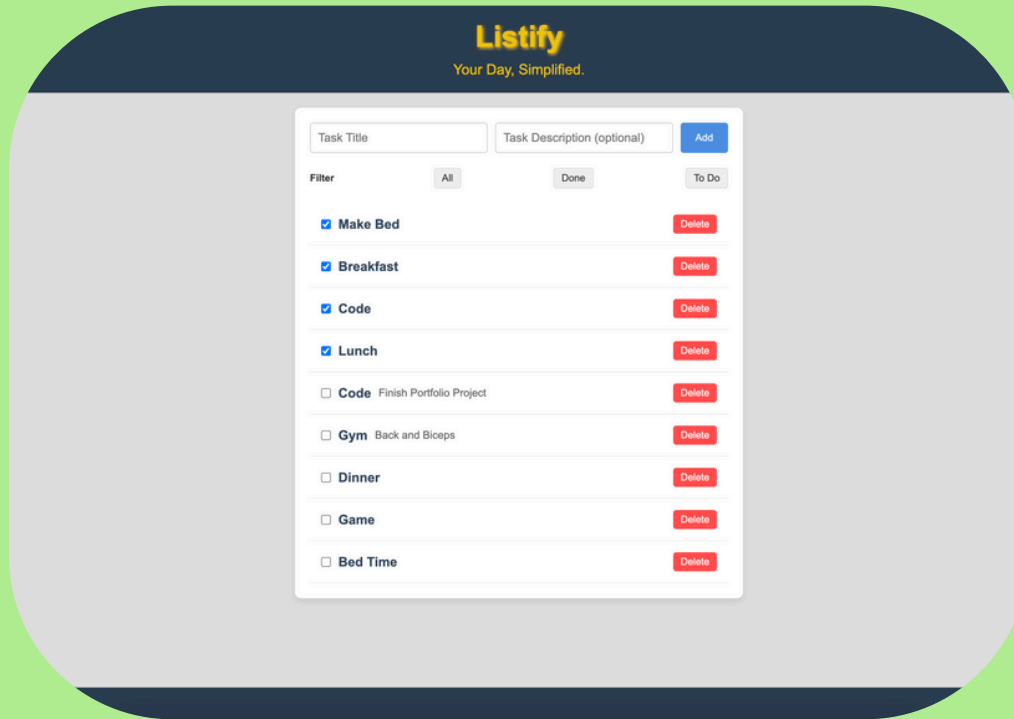 Listify
Your Day, Simplified.
Task Title Task Description (optional) Add
Filter All Done To Do
Make Bed Delete
Breakfast Delete
Code Delete
Lunch Delete
Code Finish Portfolio Project Delete
Gym Back and Biceps Delete
Dinner Delete
Game Delete
Bed Time Delete